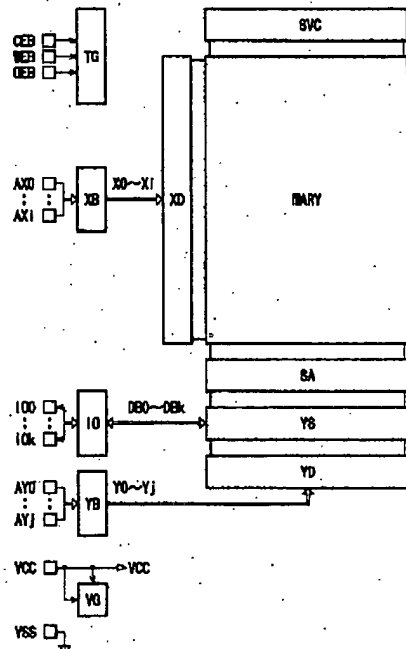 SVC
CEB
WEB
OEB
TG
AX0
AXi
XB
X0~Xi
XD
MARY
SA
IO0
IOk
IO
DB0~DBk
YS
AY0
AYj
YB
Y0~Yj
YD
VCC
VCC
VG
VSS